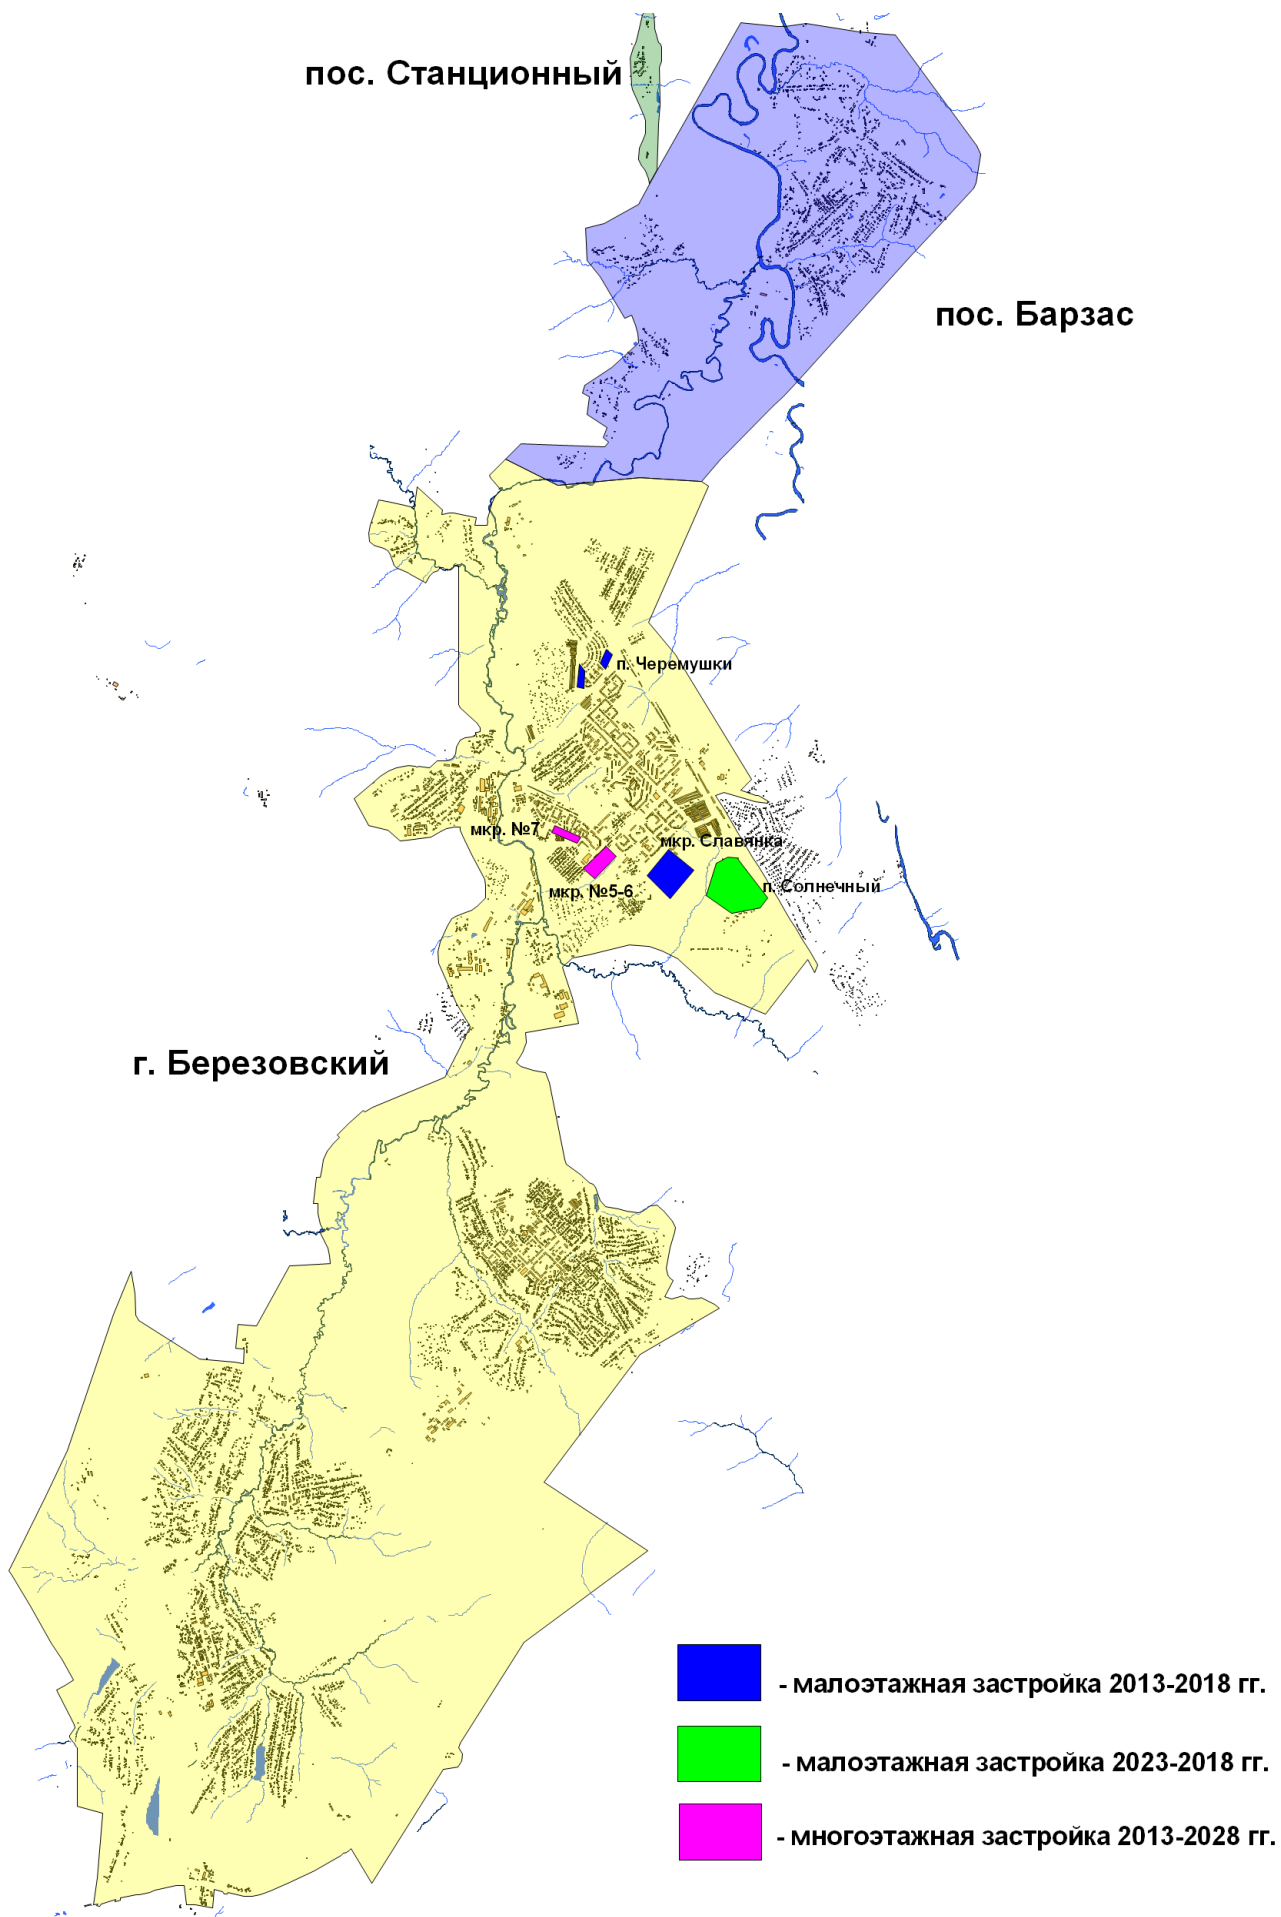 пос. Станционный
пос. Барзас
п. Черемушки
мкр. №7
мкр. Славянка
мкр. №5-6
п. Солнечный
г. Березовский
- малоэтажная застройка 2013-2018 гг.
- малоэтажная застройка 2023-2018 гг.
- многоэтажная застройка 2013-2028 гг.